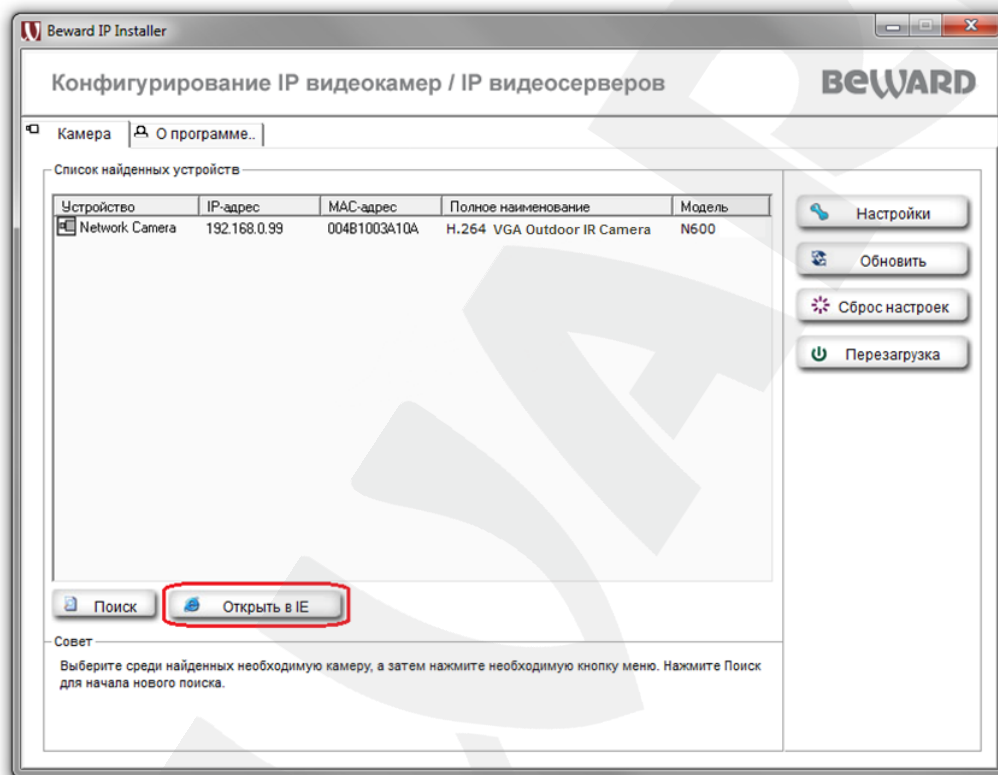 Beward IP Installer
Конфигурирование IP видеокамер / IP видеосерверов
BEWARD
Камера
О программе..
Список найденных устройств
Устройство IP-адрес MAC-адрес Полное наименование Модель
Network Camera 192.168.0.99 004B1003A10A H.264 VGA Outdoor IR Camera N600
Настройки
Обновить
Сброс настроек
Перезагрузка
Поиск
Открыть в IE
Совет
Выберите среди найденных необходимую камеру, а затем нажмите необходимую кнопку меню. Нажмите Поиск
для начала нового поиска.